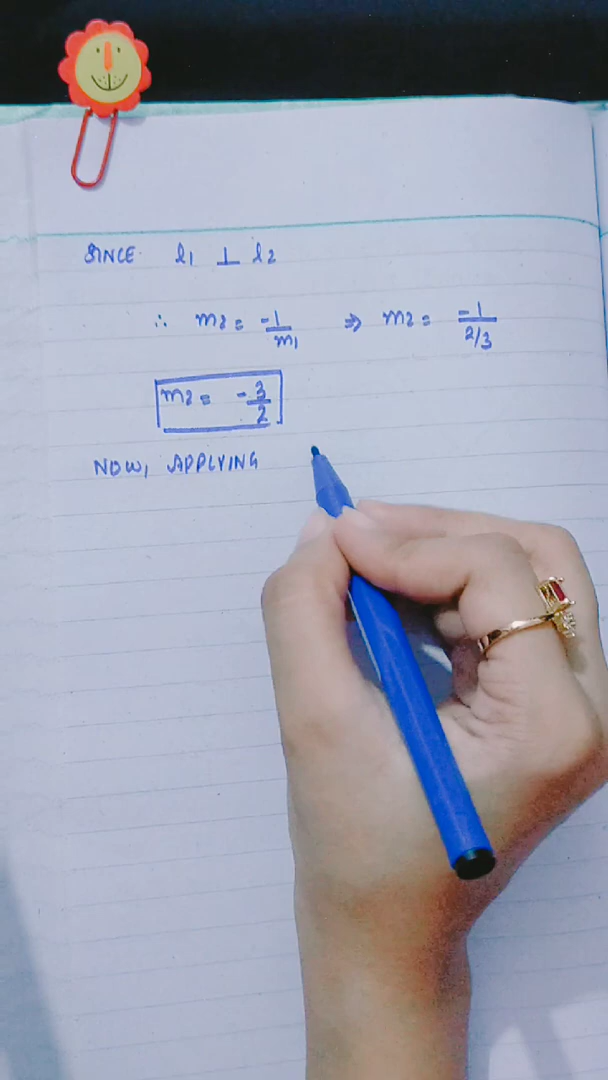 SINCE l1 ⊥ l2
∴ m2 = -1/m1 ⇒ m2 = -1/2/3
m2 = -3/2
NOW, APPLYING